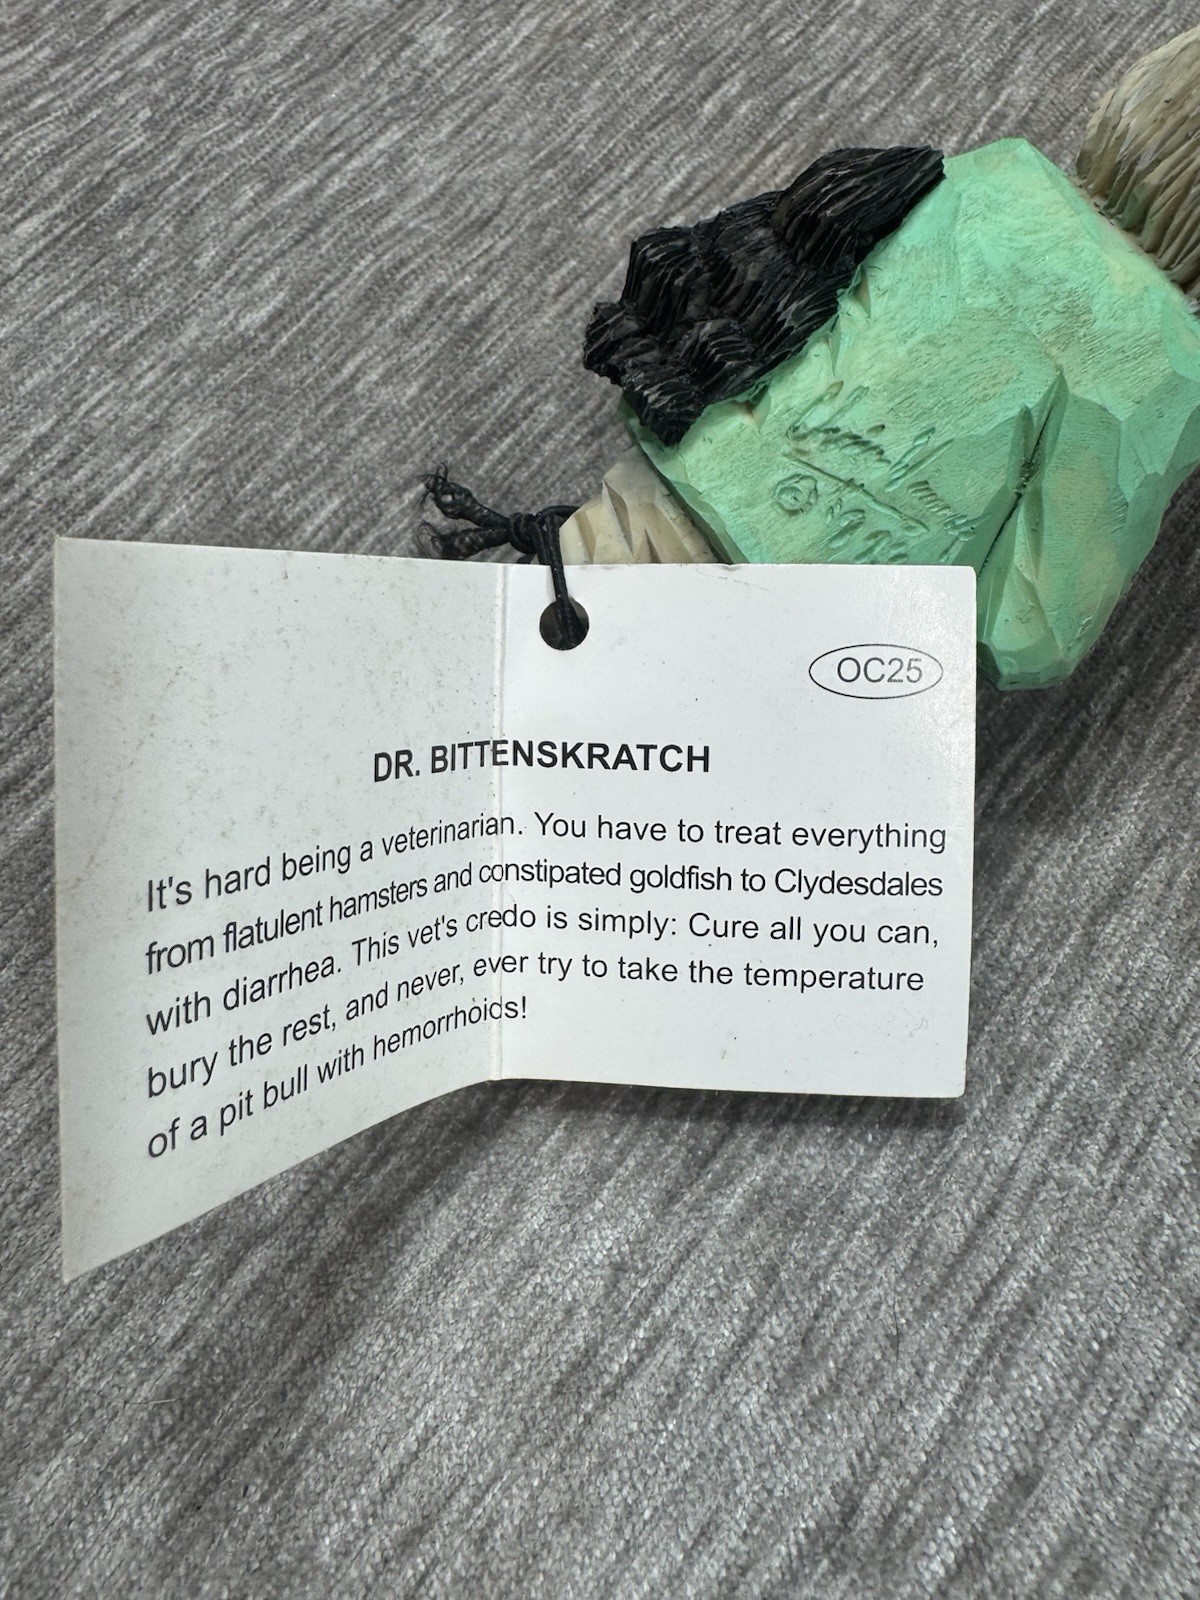 OC25
DR. BITTENSKRATCH
It's hard being a veterinarian. You have to treat everything
from flatulent hamsters and constipated goldfish to Clydesdales
with diarrhea. This vet's credo is simply: Cure all you can,
bury the rest, and never, ever try to take the temperature
of a pit bull with hemorrhoids!